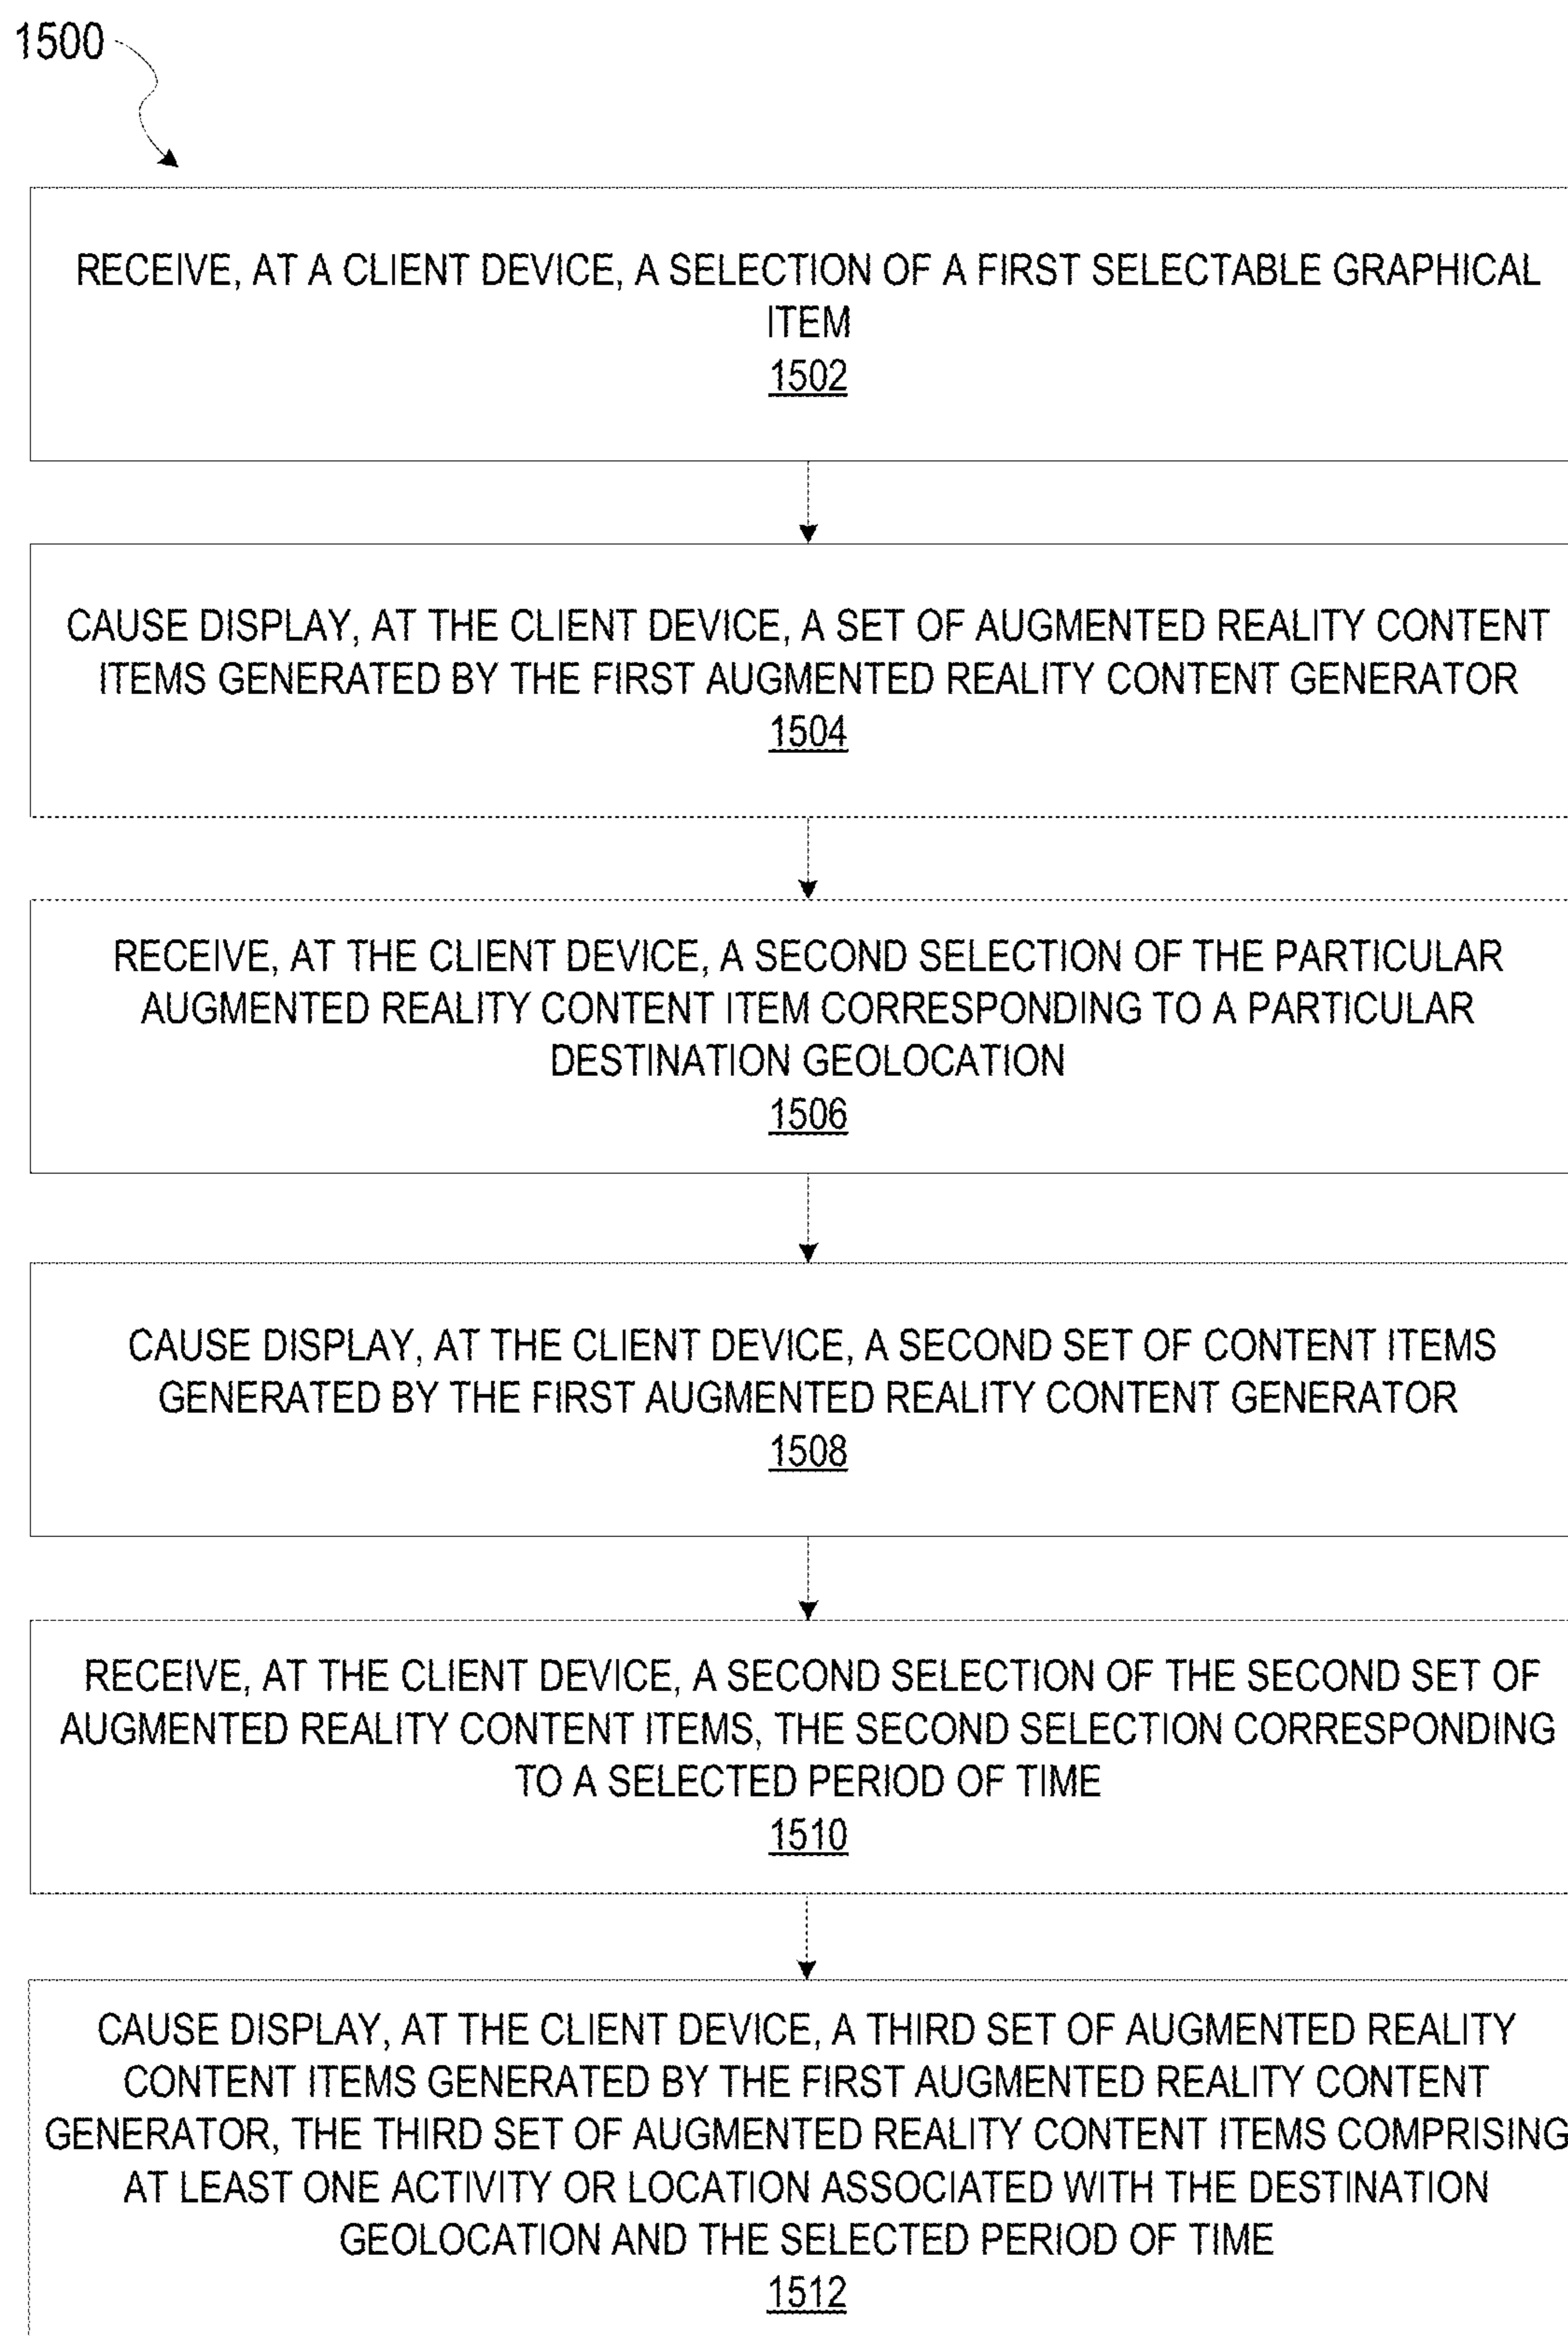 1500
RECEIVE, AT A CLIENT DEVICE, A SELECTION OF A FIRST SELECTABLE GRAPHICAL
ITEM
1502
CAUSE DISPLAY, AT THE CLIENT DEVICE, A SET OF AUGMENTED REALITY CONTENT
ITEMS GENERATED BY THE FIRST AUGMENTED REALITY CONTENT GENERATOR
1504
RECEIVE, AT THE CLIENT DEVICE, A SECOND SELECTION OF THE PARTICULAR
AUGMENTED REALITY CONTENT ITEM CORRESPONDING TO A PARTICULAR
DESTINATION GEOLOCATION
1506
CAUSE DISPLAY, AT THE CLIENT DEVICE, A SECOND SET OF CONTENT ITEMS
GENERATED BY THE FIRST AUGMENTED REALITY CONTENT GENERATOR
1508
RECEIVE, AT THE CLIENT DEVICE, A SECOND SELECTION OF THE SECOND SET OF
AUGMENTED REALITY CONTENT ITEMS, THE SECOND SELECTION CORRESPONDING
TO A SELECTED PERIOD OF TIME
1510
CAUSE DISPLAY, AT THE CLIENT DEVICE, A THIRD SET OF AUGMENTED REALITY
CONTENT ITEMS GENERATED BY THE FIRST AUGMENTED REALITY CONTENT
GENERATOR, THE THIRD SET OF AUGMENTED REALITY CONTENT ITEMS COMPRISING
AT LEAST ONE ACTIVITY OR LOCATION ASSOCIATED WITH THE DESTINATION
GEOLOCATION AND THE SELECTED PERIOD OF TIME
1512